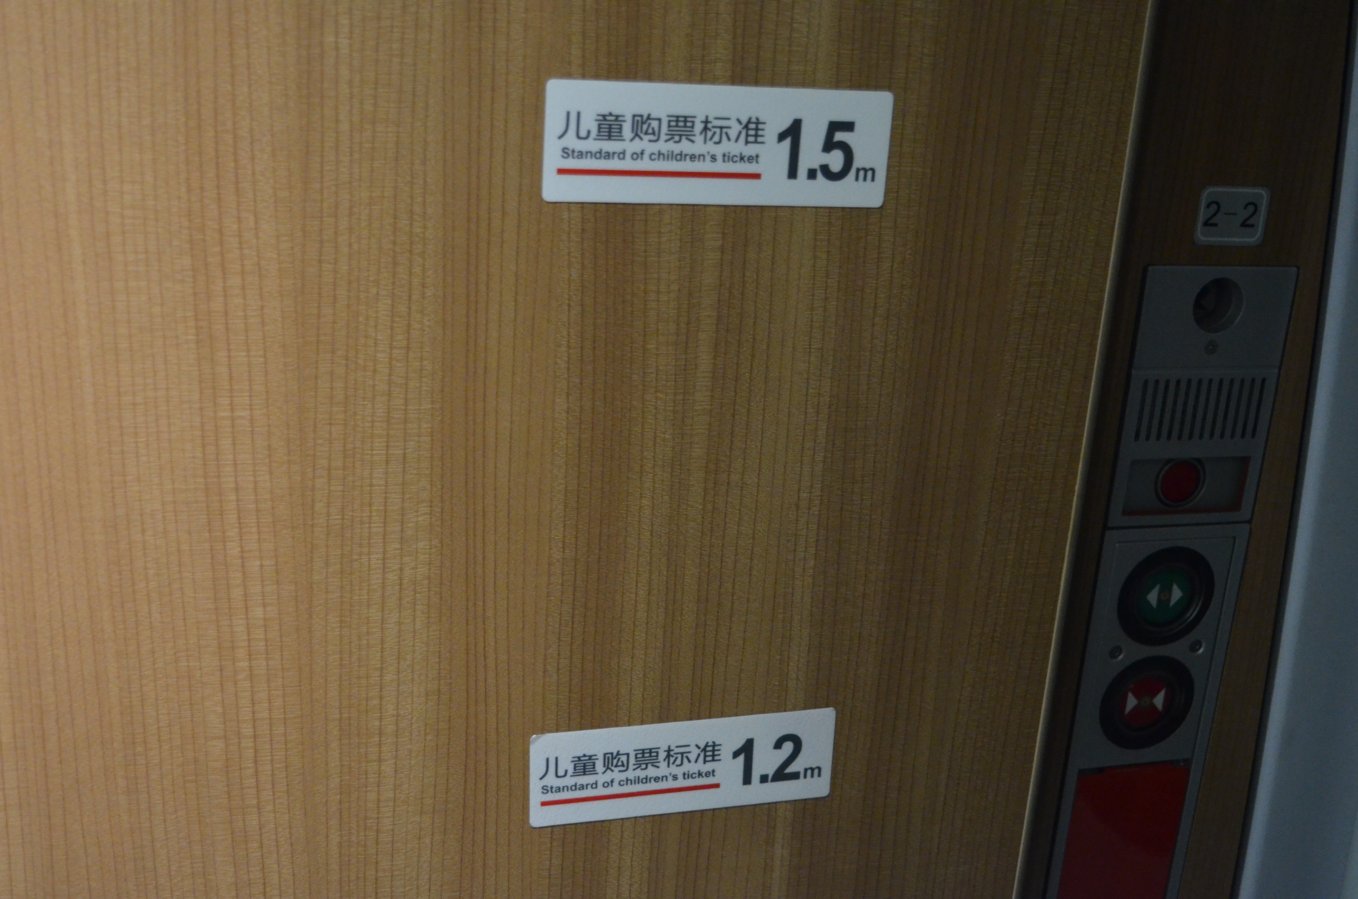 儿童购票标准 1.5m
Standard of children's ticket
2-2
儿童购票标准 1.2m
Standard of children's ticket